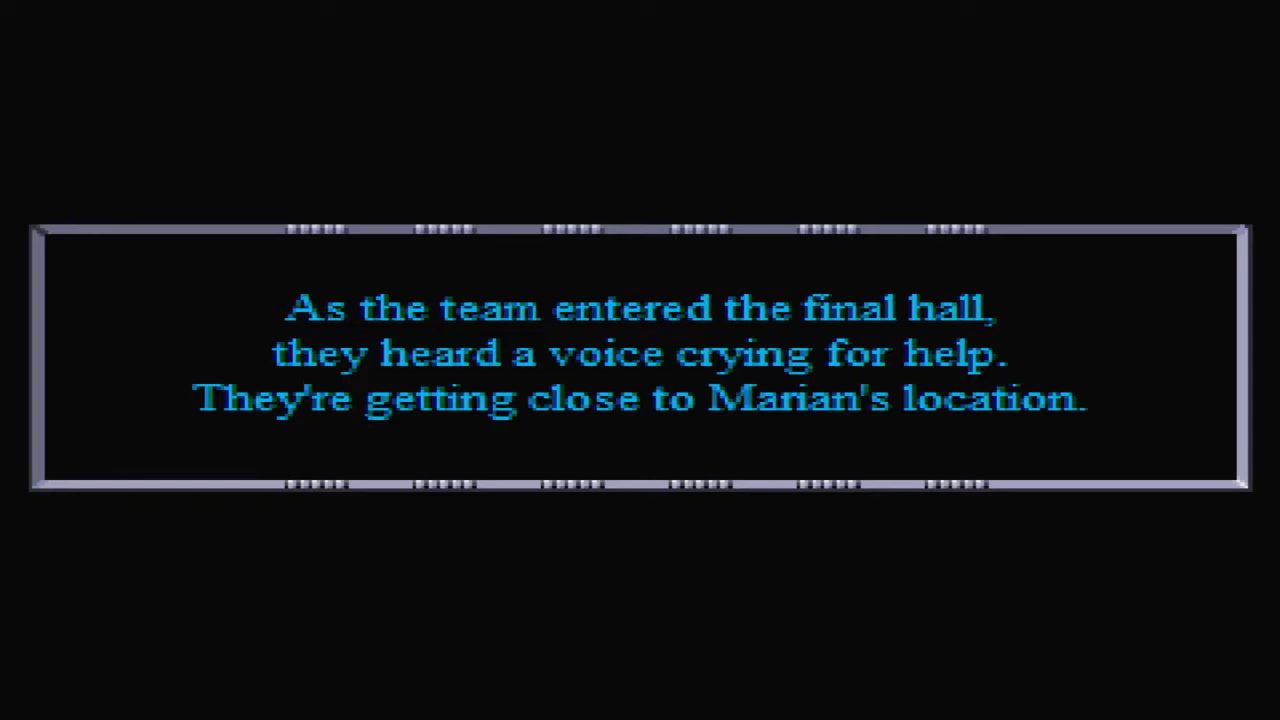 As the team entered the final hall,
they heard a voice crying for help.
They're getting close to Marian's location.